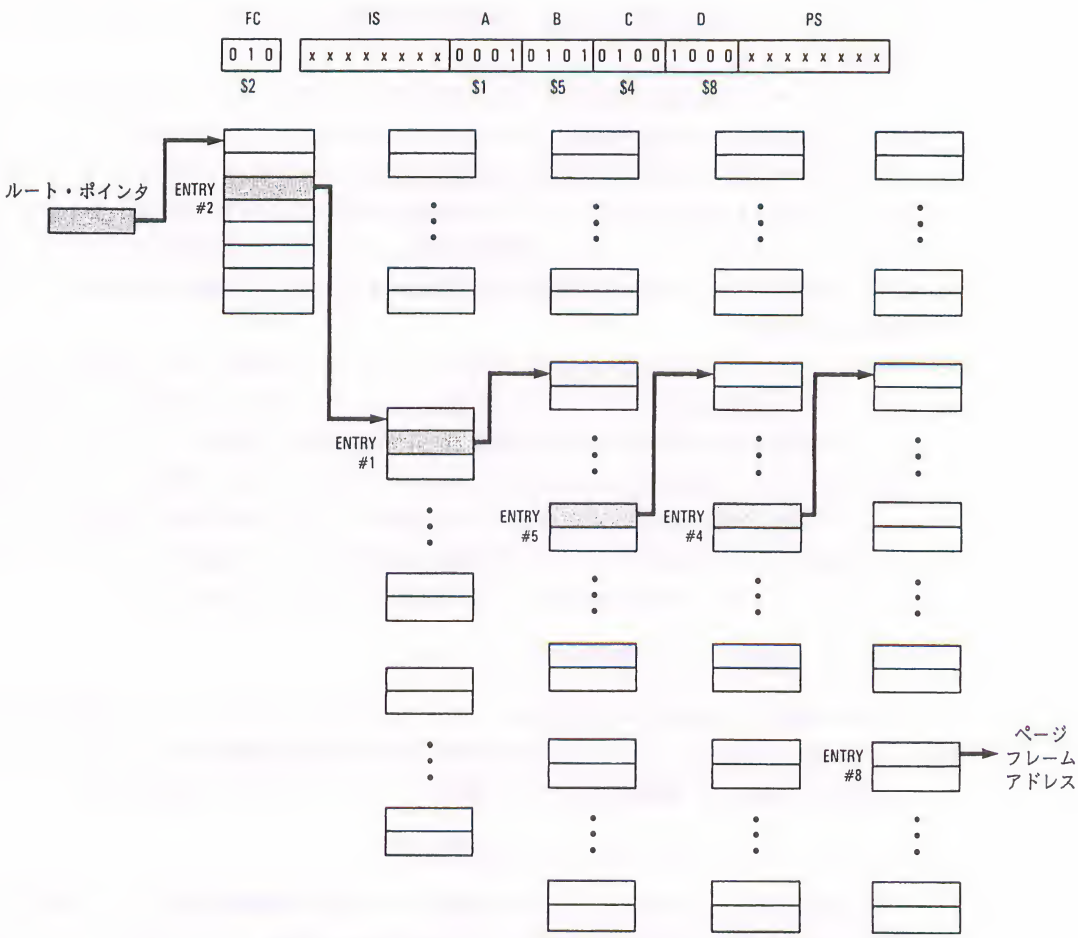 FC IS A B C D PS
0 1 0 x x x x x x x x 0 0 0 1 0 1 0 1 0 1 0 0 1 0 0 0 x x x x x x x x
$2 $1 $5 $4 $8
ルート・ポインタ
ENTRY
#2
ENTRY
#1
ENTRY
#5
ENTRY
#4
ENTRY
#8
ページ
フレーム
アドレス